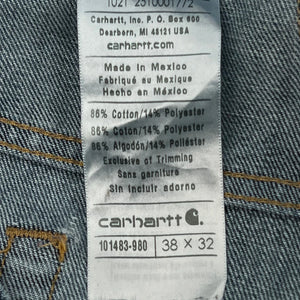 1021 2510001772
Carhartt, Inc. P.O. Box 600
Dearborn, MI 48121 USA
carhartt.com
Made in Mexico
Fabriqué au Mexique
Hecho en México
86% Cotton/14% Polyester
86% Coton/14% Polyester
86% Algodón/14% Poliéster
Exclusive of Trimming
Sans garniture
Sin incluir adorno
carhartt
101483-980 38 x 32